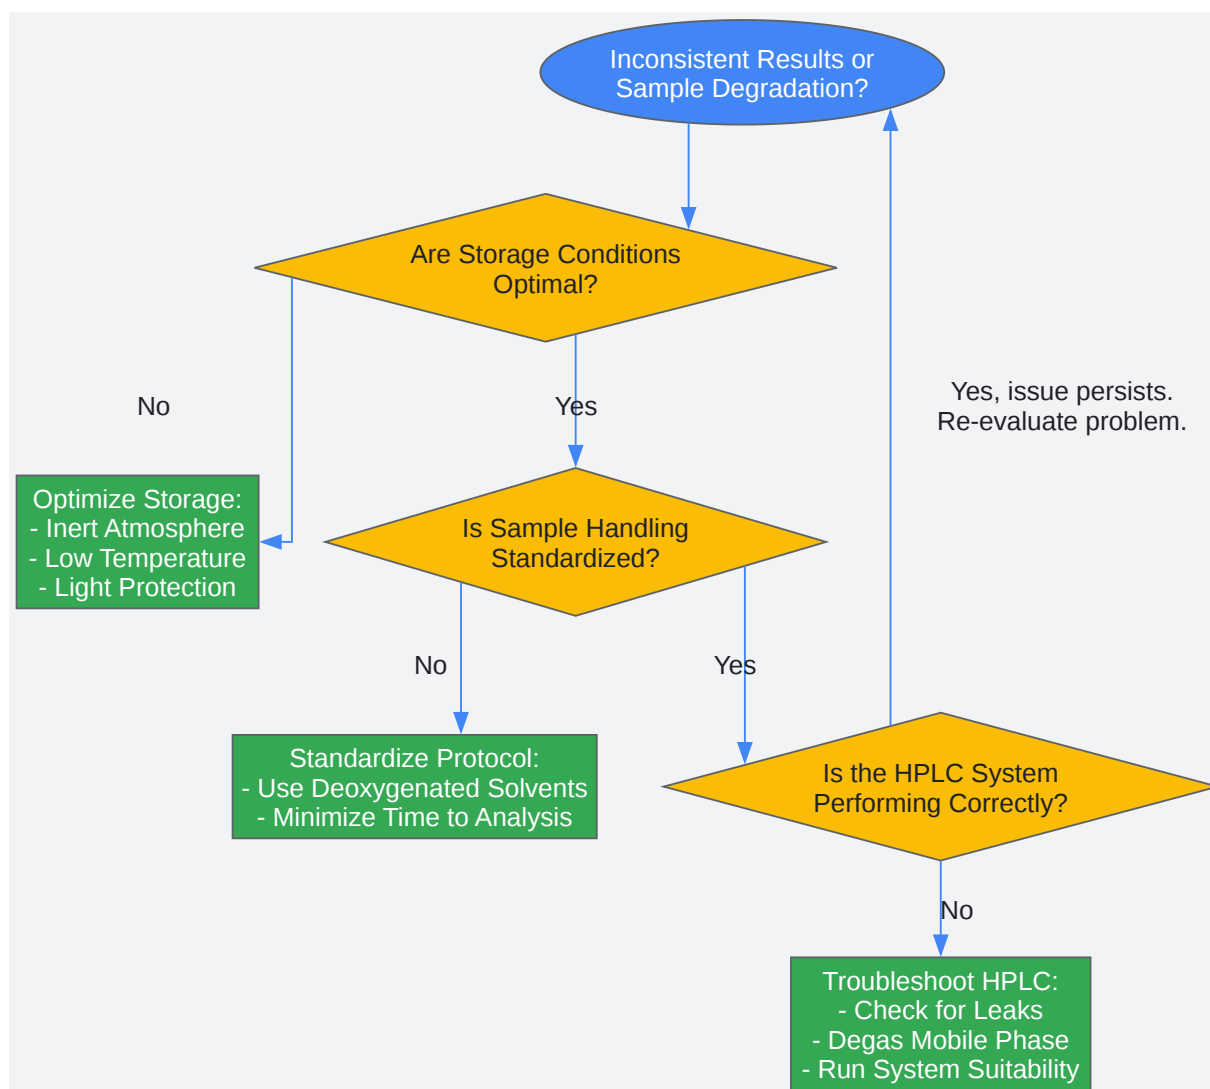 Inconsistent Results or
Sample Degradation?
Are Storage Conditions
Optimal?
No
Yes
Yes, issue persists.
Re-evaluate problem.
Optimize Storage:
- Inert Atmosphere
- Low Temperature
- Light Protection
Is Sample Handling
Standardized?
No
Yes
Standardize Protocol:
- Use Deoxygenated Solvents
- Minimize Time to Analysis
Is the HPLC System
Performing Correctly?
No
Troubleshoot HPLC:
- Check for Leaks
- Degas Mobile Phase
- Run System Suitability